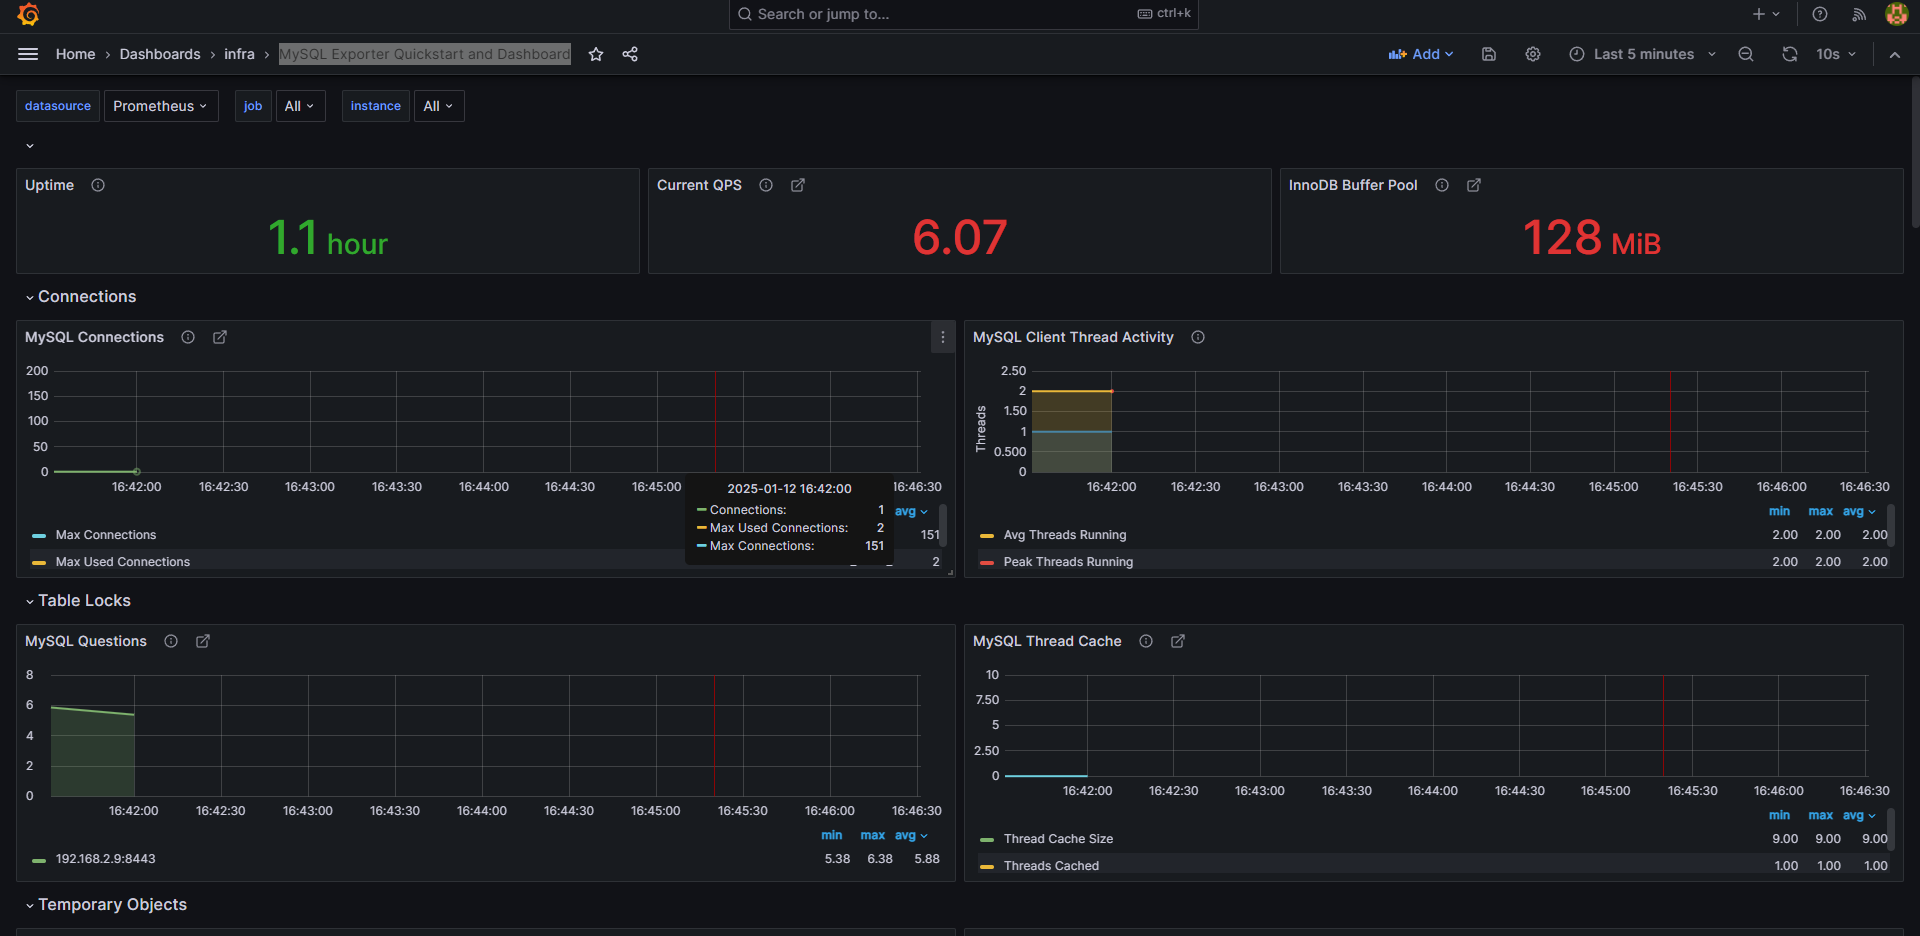 Search or jump to...
ctrl+k
Home › Dashboards › infra › MySQL Exporter Quickstart and Dashboard
Add
Last 5 minutes
10s
datasource Prometheus job All instance All
Uptime
1.1 hour
Current QPS
6.07
InnoDB Buffer Pool
128 MiB
Connections
MySQL Connections
200
150
100
50
0
16:42:00 16:42:30 16:43:00 16:43:30 16:44:00 16:44:30 16:45:00 16:46:30
2025-01-12 16:42:00
Connections: 1
Max Used Connections: 2
Max Connections: 151
avg
Max Connections 151
Max Used Connections 2
MySQL Client Thread Activity
Threads
2.50
2
1.50
1
0.500
0
16:42:00 16:42:30 16:43:00 16:43:30 16:44:00 16:44:30 16:45:00 16:45:30 16:46:00 16:46:30
min max avg
Avg Threads Running 2.00 2.00 2.00
Peak Threads Running 2.00 2.00 2.00
Table Locks
MySQL Questions
8
6
4
2
0
16:42:00 16:42:30 16:43:00 16:43:30 16:44:00 16:44:30 16:45:00 16:45:30 16:46:00 16:46:30
min max avg
192.168.2.9:8443 5.38 6.38 5.88
MySQL Thread Cache
10
7.50
5
2.50
0
16:42:00 16:42:30 16:43:00 16:43:30 16:44:00 16:44:30 16:45:00 16:45:30 16:46:00 16:46:30
min max avg
Thread Cache Size 9.00 9.00 9.00
Threads Cached 1.00 1.00 1.00
Temporary Objects